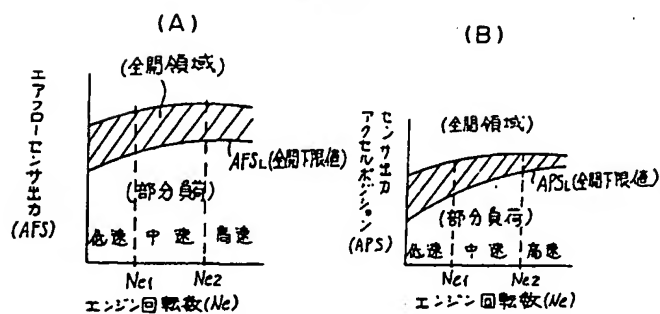 (A)
(全開領域)
エアフローセンサ出力
(AFS)
AFSL(全開下限値)
(部分負荷)
低速 中速 高速
Ne1 Ne2
エンジン回転数(Ne)
(B)
(全開領域)
アクセルポジション
センサ出力
(APS)
APSL(全開下限値)
(部分負荷)
低速 中速 高速
Ne1 Ne2
エンジン回転数(Ne)